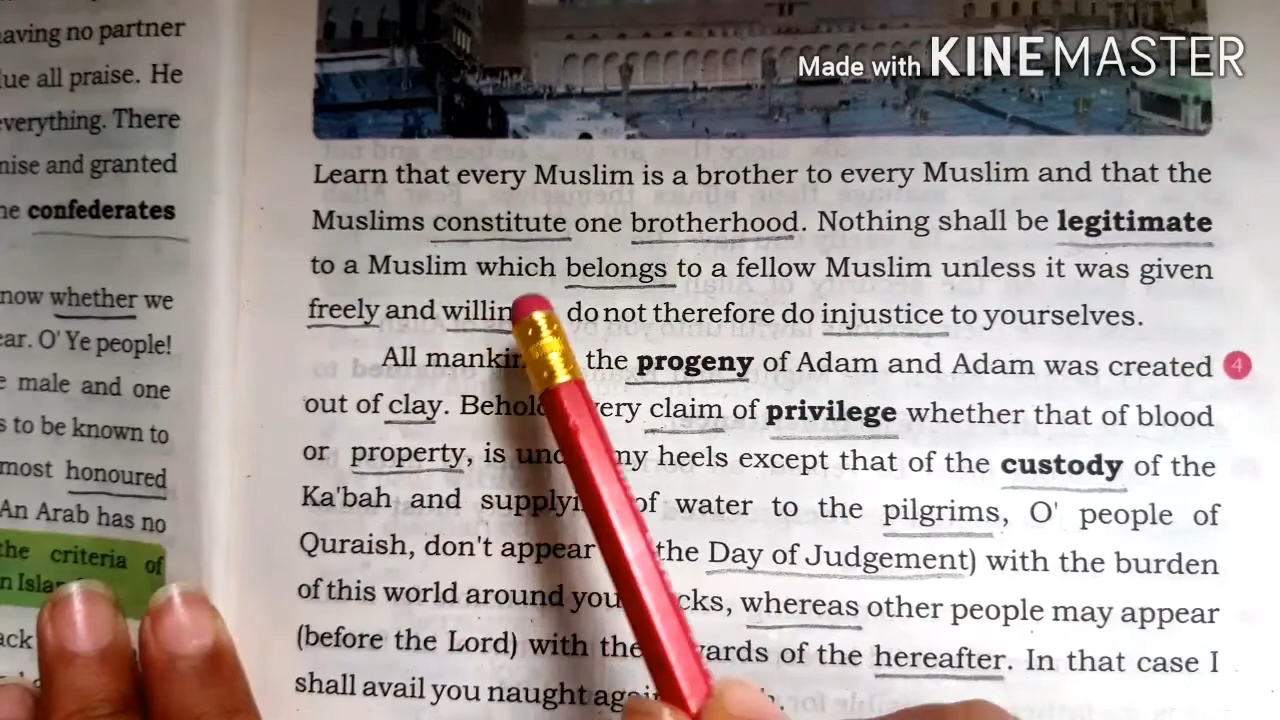 Made with KINEMASTER
aving no partner
lue all praise. He
everything. There
nise and granted
ne confederates
now whether we
ear. O' Ye people!
e male and one
s to be known to
most honoured
An Arab has no
the criteria of
n Isla
ack
Learn that every Muslim is a brother to every Muslim and that the
Muslims constitute one brotherhood. Nothing shall be legitimate
to a Muslim which belongs to a fellow Muslim unless it was given
freely and willin do not therefore do injustice to yourselves.
All mankin the progeny of Adam and Adam was created 4
out of clay. Behol very claim of privilege whether that of blood
or property, is und my heels except that of the custody of the
Ka'bah and supplyi of water to the pilgrims, O' people of
Quraish, don't appear the Day of Judgement) with the burden
of this world around you cks, whereas other people may appear
(before the Lord) with the wards of the hereafter. In that case I
shall avail you naught aga